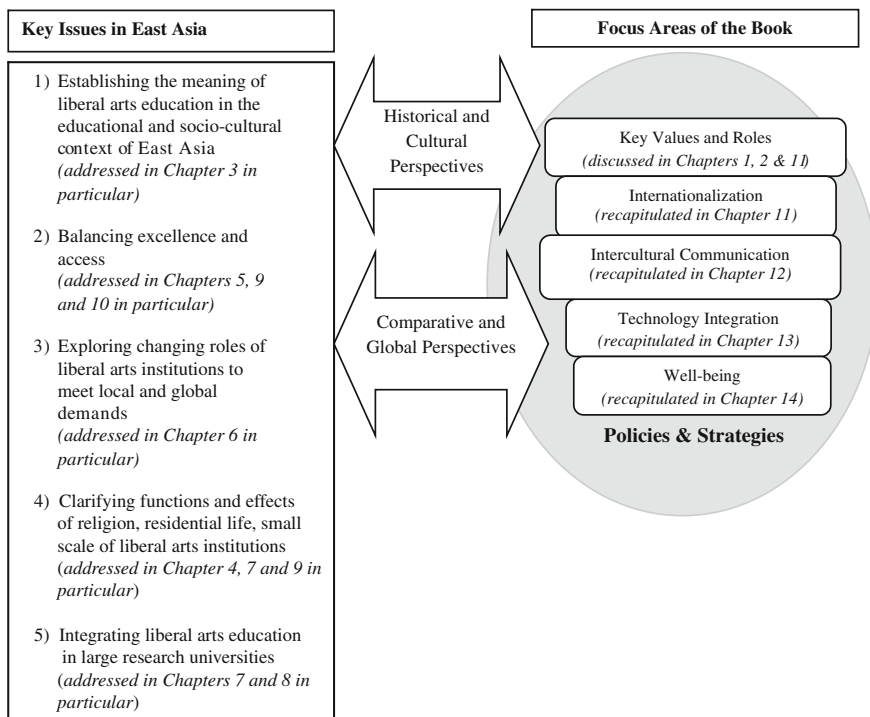 Key Issues in East Asia
1) Establishing the meaning of
liberal arts education in the
educational and socio-cultural
context of East Asia
(addressed in Chapter 3 in
particular)
2) Balancing excellence and
access
(addressed in Chapters 5, 9
and 10 in particular)
3) Exploring changing roles of
liberal arts institutions to
meet local and global
demands
(addressed in Chapter 6 in
particular)
4) Clarifying functions and effects
of religion, residential life, small
scale of liberal arts institutions
(addressed in Chapter 4, 7 and 9 in
particular)
5) Integrating liberal arts education
in large research universities
(addressed in Chapters 7 and 8 in
particular)
Historical and
Cultural
Perspectives
Comparative and
Global Perspectives
Focus Areas of the Book
Key Values and Roles
(discussed in Chapters 1, 2 & 11)
Internationalization
(recapitulated in Chapter 11)
Intercultural Communication
(recapitulated in Chapter 12)
Technology Integration
(recapitulated in Chapter 13)
Well-being
(recapitulated in Chapter 14)
Policies & Strategies